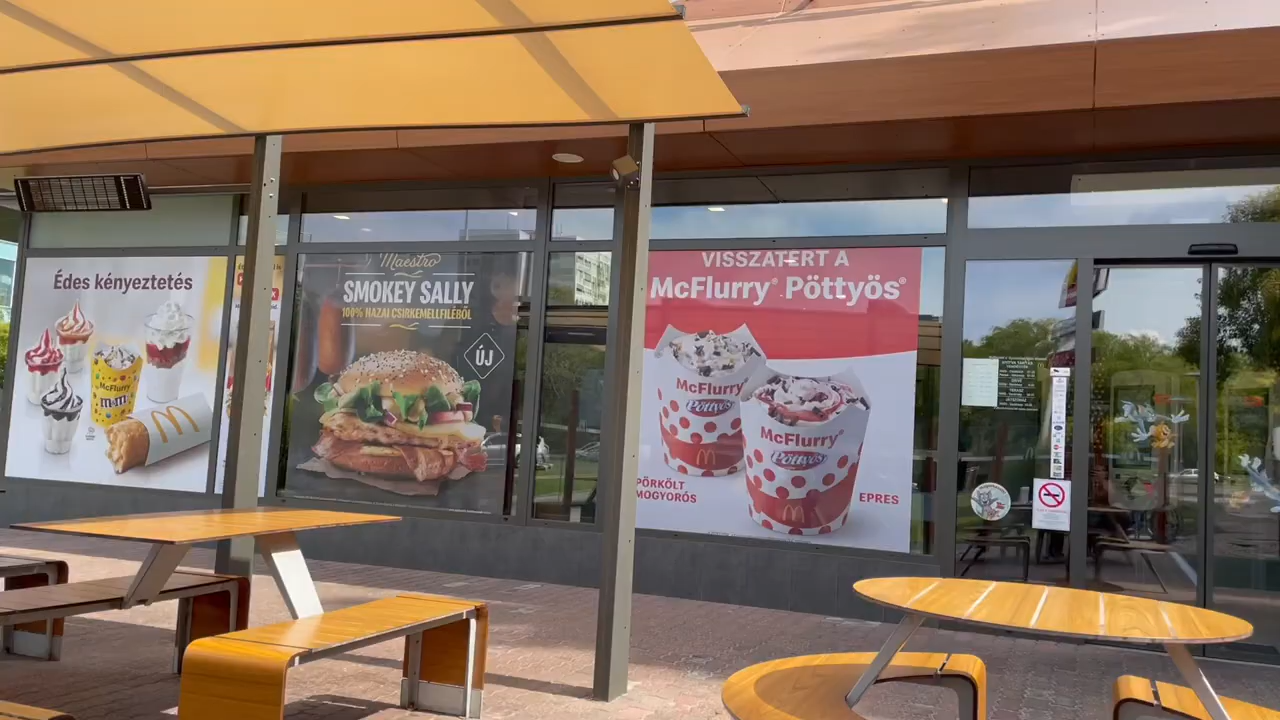 Édes kényeztetés
McFlurry
m&m's
Maestro
SMOKEY SALLY
100% HAZAI CSIRKEMELLFILÉBŐL
ÚJ
VISSZATÉRT A
McFlurry® Pöttyös®
McFlurry®
Pöttyös
McFlurry®
Pöttyös
PÖRKÖLT
MOGYORÓS
EPRES